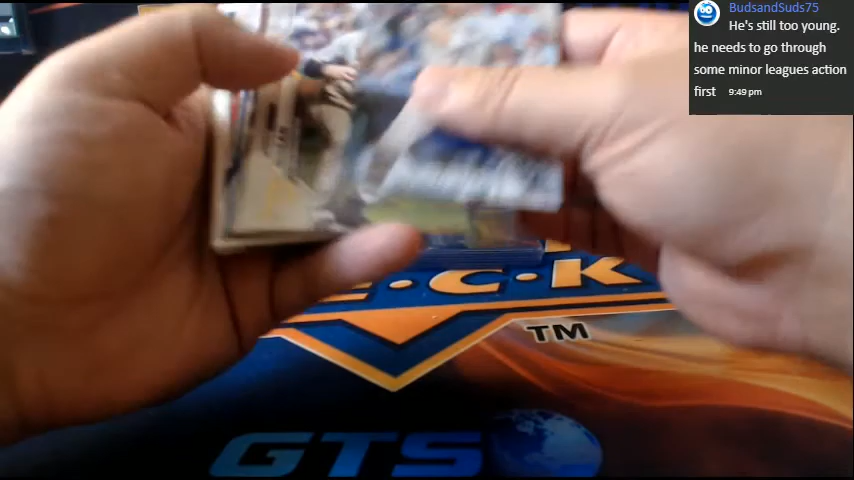 BudsandSuds75
He's still too young.
he needs to go through
some minor leagues action
first 9:49 pm
C·K
TM
GTS